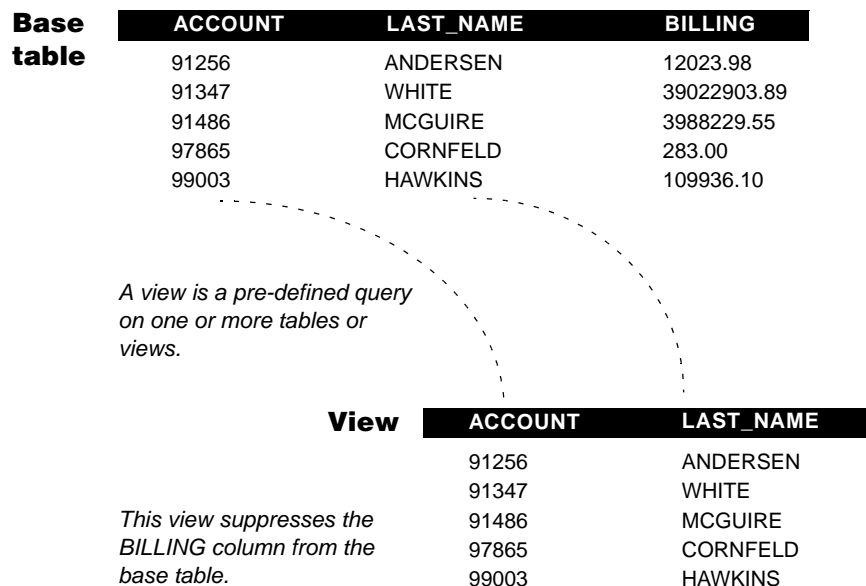 Base table
ACCOUNT LAST_NAME BILLING
91256 ANDERSEN 12023.98
91347 WHITE 39022903.89
91486 MCGUIRE 3988229.55
97865 CORNFELD 283.00
99003 HAWKINS 109936.10
A view is a pre-defined query
on one or more tables or
views.
View
ACCOUNT LAST_NAME
91256 ANDERSEN
91347 WHITE
91486 MCGUIRE
97865 CORNFELD
99003 HAWKINS
This view suppresses the
BILLING column from the
base table.